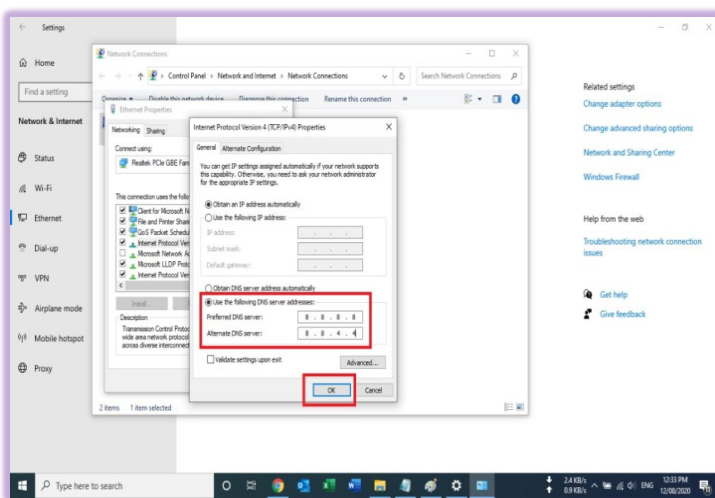 Settings
Home
Find a setting
Network & Internet
Status
Wi-Fi
Ethernet
Dial-up
VPN
Airplane mode
Mobile hotspot
Proxy
Network Connections
Control Panel > Network and Internet > Network Connections
Search Network Connections
Organize Disable this network device Diagnose this connection Rename this connection »
Ethernet Properties
Networking Sharing
Connect using:
Realtek PCIe GBE Fam
This connection uses the follo
Client for Microsoft N
File and Printer Shari
QoS Packet Schedul
Internet Protocol Ver
Microsoft Network Ad
Microsoft LLDP Proto
Internet Protocol Ver
Install...
Description
Transmission Control Protoc
wide area network protocol
across diverse interconnect
2 items 1 item selected
Internet Protocol Version 4 (TCP/IPv4) Properties
General Alternate Configuration
You can get IP settings assigned automatically if your network supports
this capability. Otherwise, you need to ask your network administrator
for the appropriate IP settings.
Obtain an IP address automatically
Use the following IP address:
IP address:
Subnet mask:
Default gateway:
Obtain DNS server address automatically
Use the following DNS server addresses:
Preferred DNS server: 8 . 8 . 8 . 8
Alternate DNS server: 8 . 8 . 4 . 4
Validate settings upon exit
Advanced...
OK Cancel
Related settings
Change adapter options
Change advanced sharing options
Network and Sharing Center
Windows Firewall
Help from the web
Troubleshooting network connection
issues
Get help
Give feedback
Type here to search
2.4 KB/s
0.9 KB/s
ENG
12:33 PM
12/08/2020